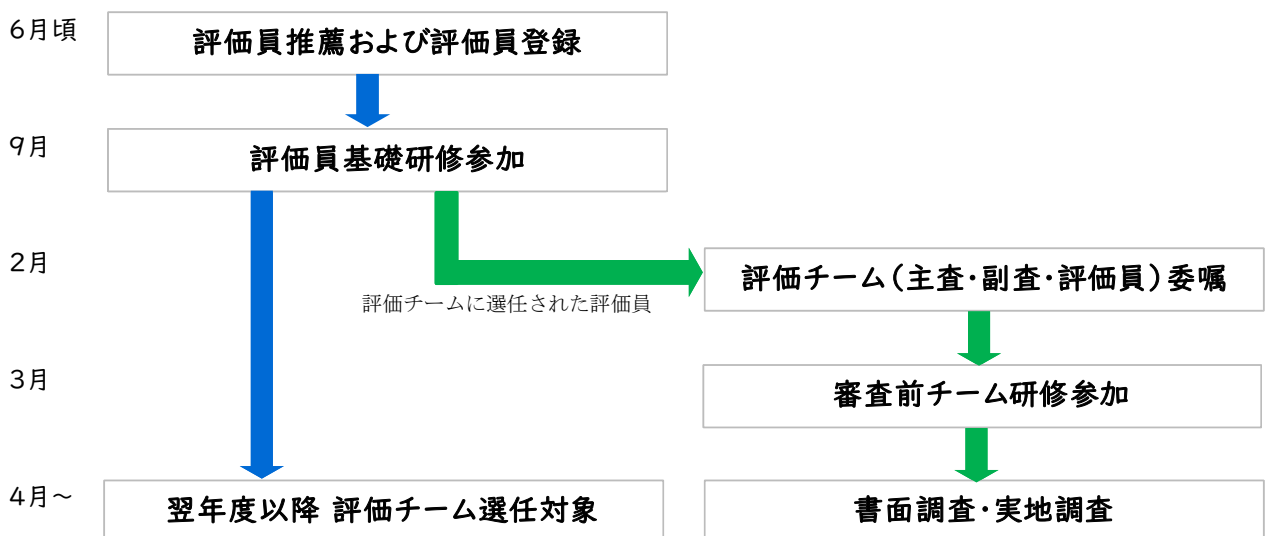 6月頃
評価員推薦および評価員登録
9月
評価員基礎研修参加
2月
評価チーム(主査・副査・評価員)委嘱
評価チームに選任された評価員
3月
審査前チーム研修参加
4月～
翌年度以降 評価チーム選任対象
書面調査・実地調査